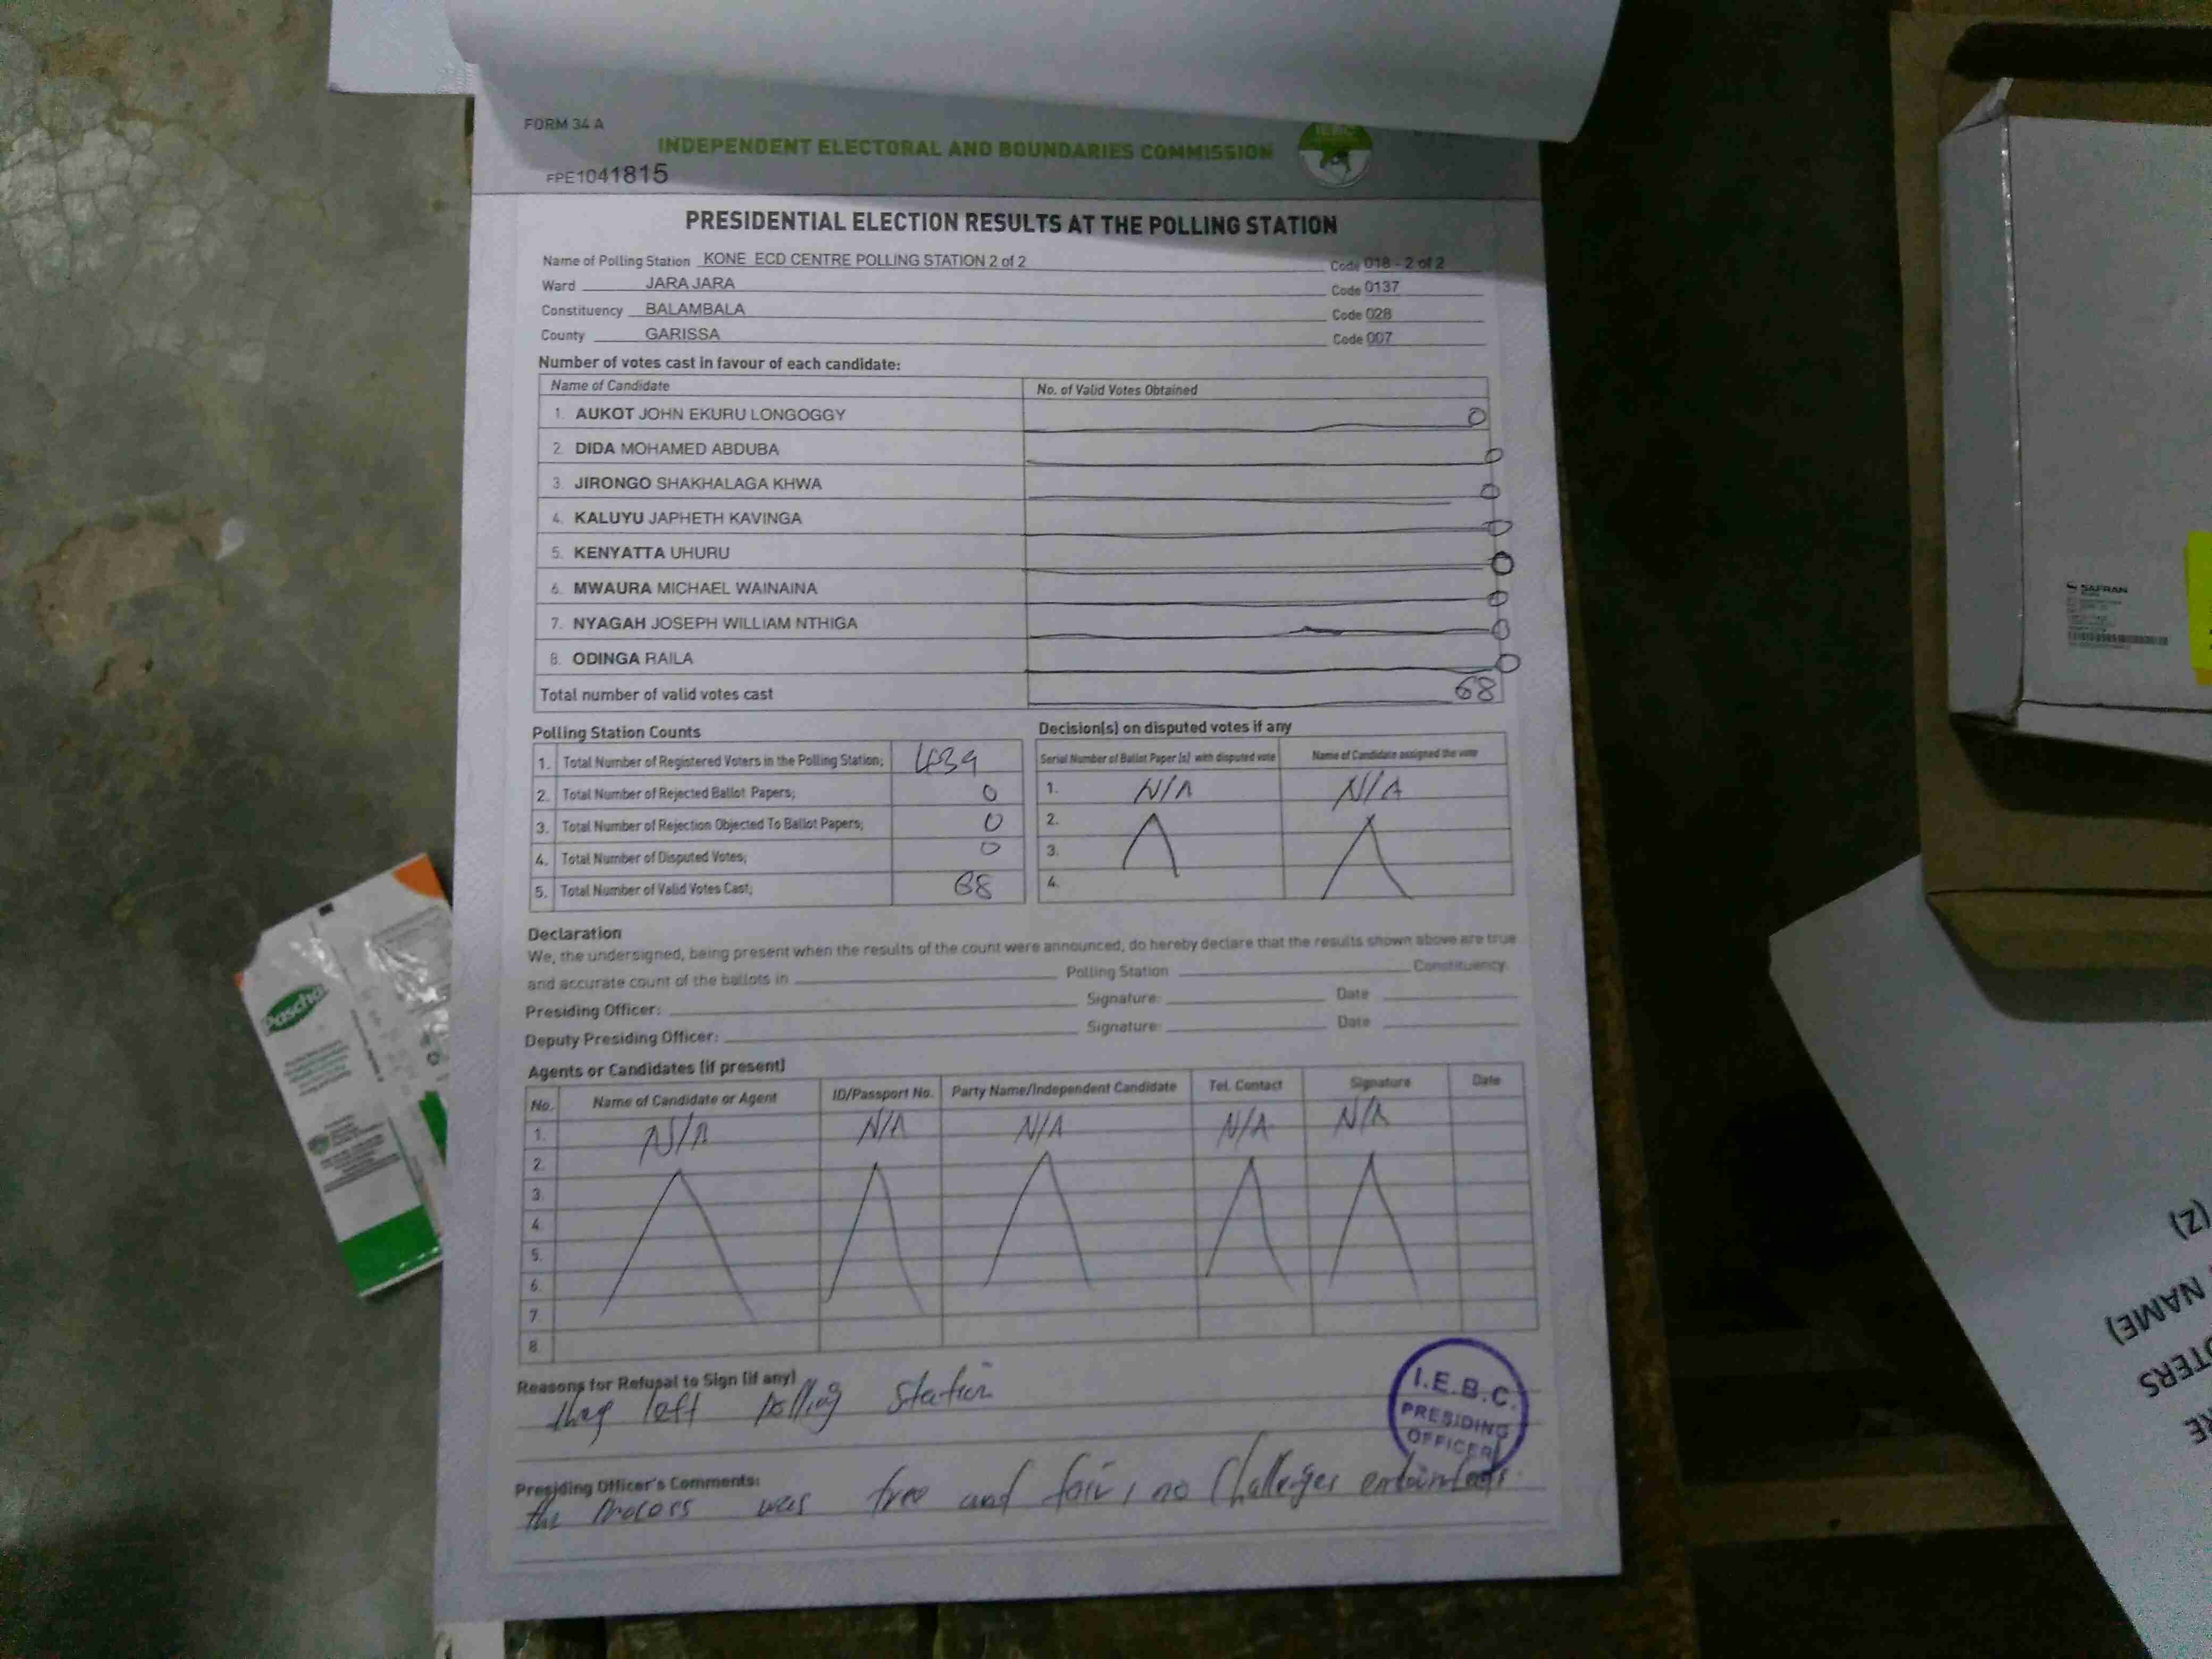 FORM 34 A
INDEPENDENT ELECTORAL AND BOUNDARIES COMMISSION
IEBC
FPE1041815
PRESIDENTIAL ELECTION RESULTS AT THE POLLING STATION
Name of Polling Station KONE ECD CENTRE POLLING STATION 2 of 2 Code 018 - 2 of 2
Ward JARA JARA Code 0137
Constituency BALAMBALA Code 028
County GARISSA Code 007
Number of votes cast in favour of each candidate:
Name of Candidate No. of Valid Votes Obtained
1. AUKOT JOHN EKURU LONGOGGY 0
2. DIDA MOHAMED ABDUBA 0
3. JIRONGO SHAKHALAGA KHWA 0
4. KALUYU JAPHETH KAVINGA 0
5. KENYATTA UHURU 0
6. MWAURA MICHAEL WAINAINA 0
7. NYAGAH JOSEPH WILLIAM NTHIGA 0
8. ODINGA RAILA 0
Total number of valid votes cast 68
Polling Station Counts
1. Total Number of Registered Voters in the Polling Station; 439
2. Total Number of Rejected Ballot Papers; 0
3. Total Number of Rejection Objected To Ballot Papers; 0
4. Total Number of Disputed Votes; 0
5. Total Number of Valid Votes Cast; 68
Decision(s) on disputed votes if any
Serial Number of Ballot Paper (s) with disputed vote Name of Candidate assigned the vote
1. N/A N/A
2.
3.
4.
Declaration
We, the undersigned, being present when the results of the count were announced, do hereby declare that the results shown above are true
and accurate count of the ballots in Polling Station Constituency.
Presiding Officer: Signature: Date
Deputy Presiding Officer: Signature: Date
Agents or Candidates (if present)
No. Name of Candidate or Agent ID/Passport No. Party Name/Independent Candidate Tel. Contact Signature Date
1. N/A N/A N/A N/A N/A
2.
3.
4.
5.
6.
7.
8.
Reasons for Refusal to Sign (if any)
they left polling station
I.E.B.C.
PRESIDING
OFFICER
Presiding Officer's Comments:
the process was free and fair, no challenges
Pascha
SAFRAN
(Z)
NAME)